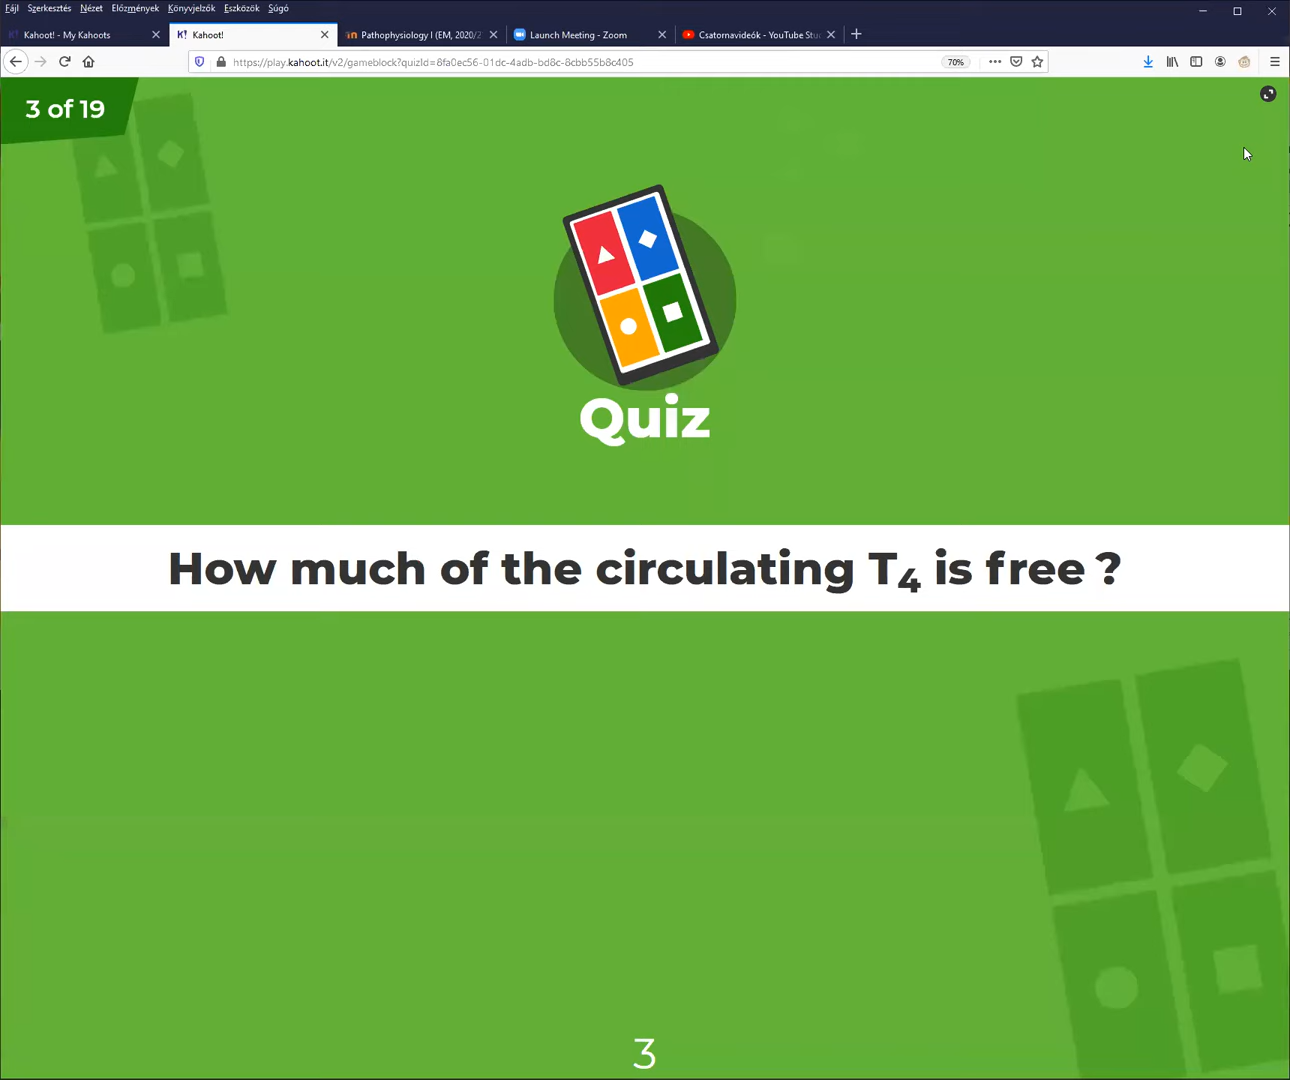 Fájl Szerkesztés Nézet Előzmények Könyvjelzők Eszközök Súgó
Kahoot! - My Kahoots
Kahoot!
Pathophysiology I (EM, 2020/2
Launch Meeting - Zoom
Csatornavideók - YouTube Stu
https://play.kahoot.it/v2/gameblock?quizId=8fa0ec56-01dc-4adb-bd8c-8cbb55b8c405
70%
3 of 19
Quiz
How much of the circulating T₄ is free ?
3